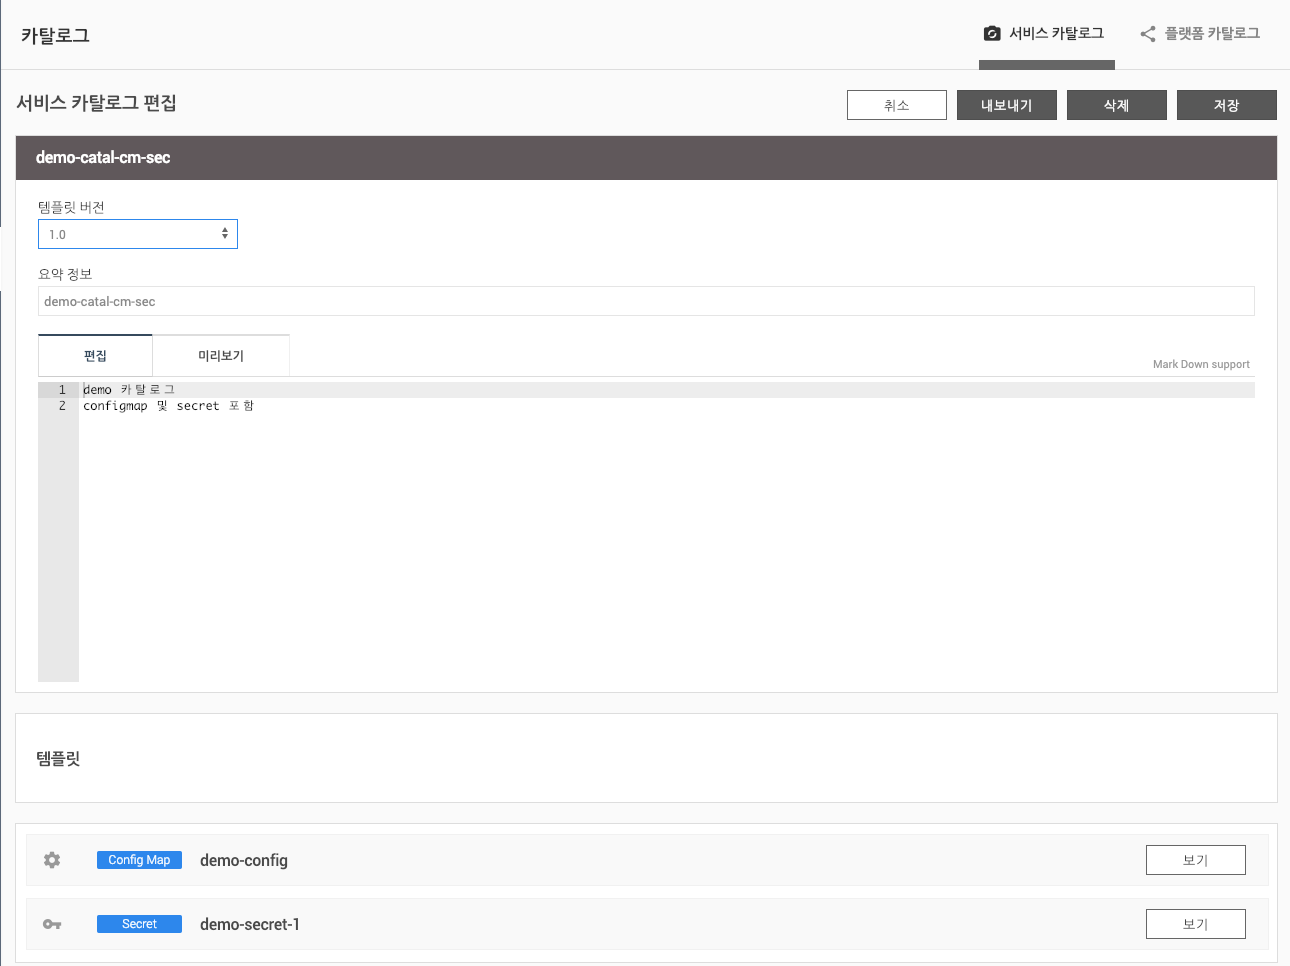 카탈로그
서비스 카탈로그
플랫폼 카탈로그
서비스 카탈로그 편집
취소
내보내기
삭제
저장
demo-catal-cm-sec
템플릿 버전
1.0
요약 정보
demo-catal-cm-sec
편집
미리보기
Mark Down support
1 demo 카탈로그
2 configmap 및 secret 포함
템플릿
Config Map demo-config 보기
Secret demo-secret-1 보기